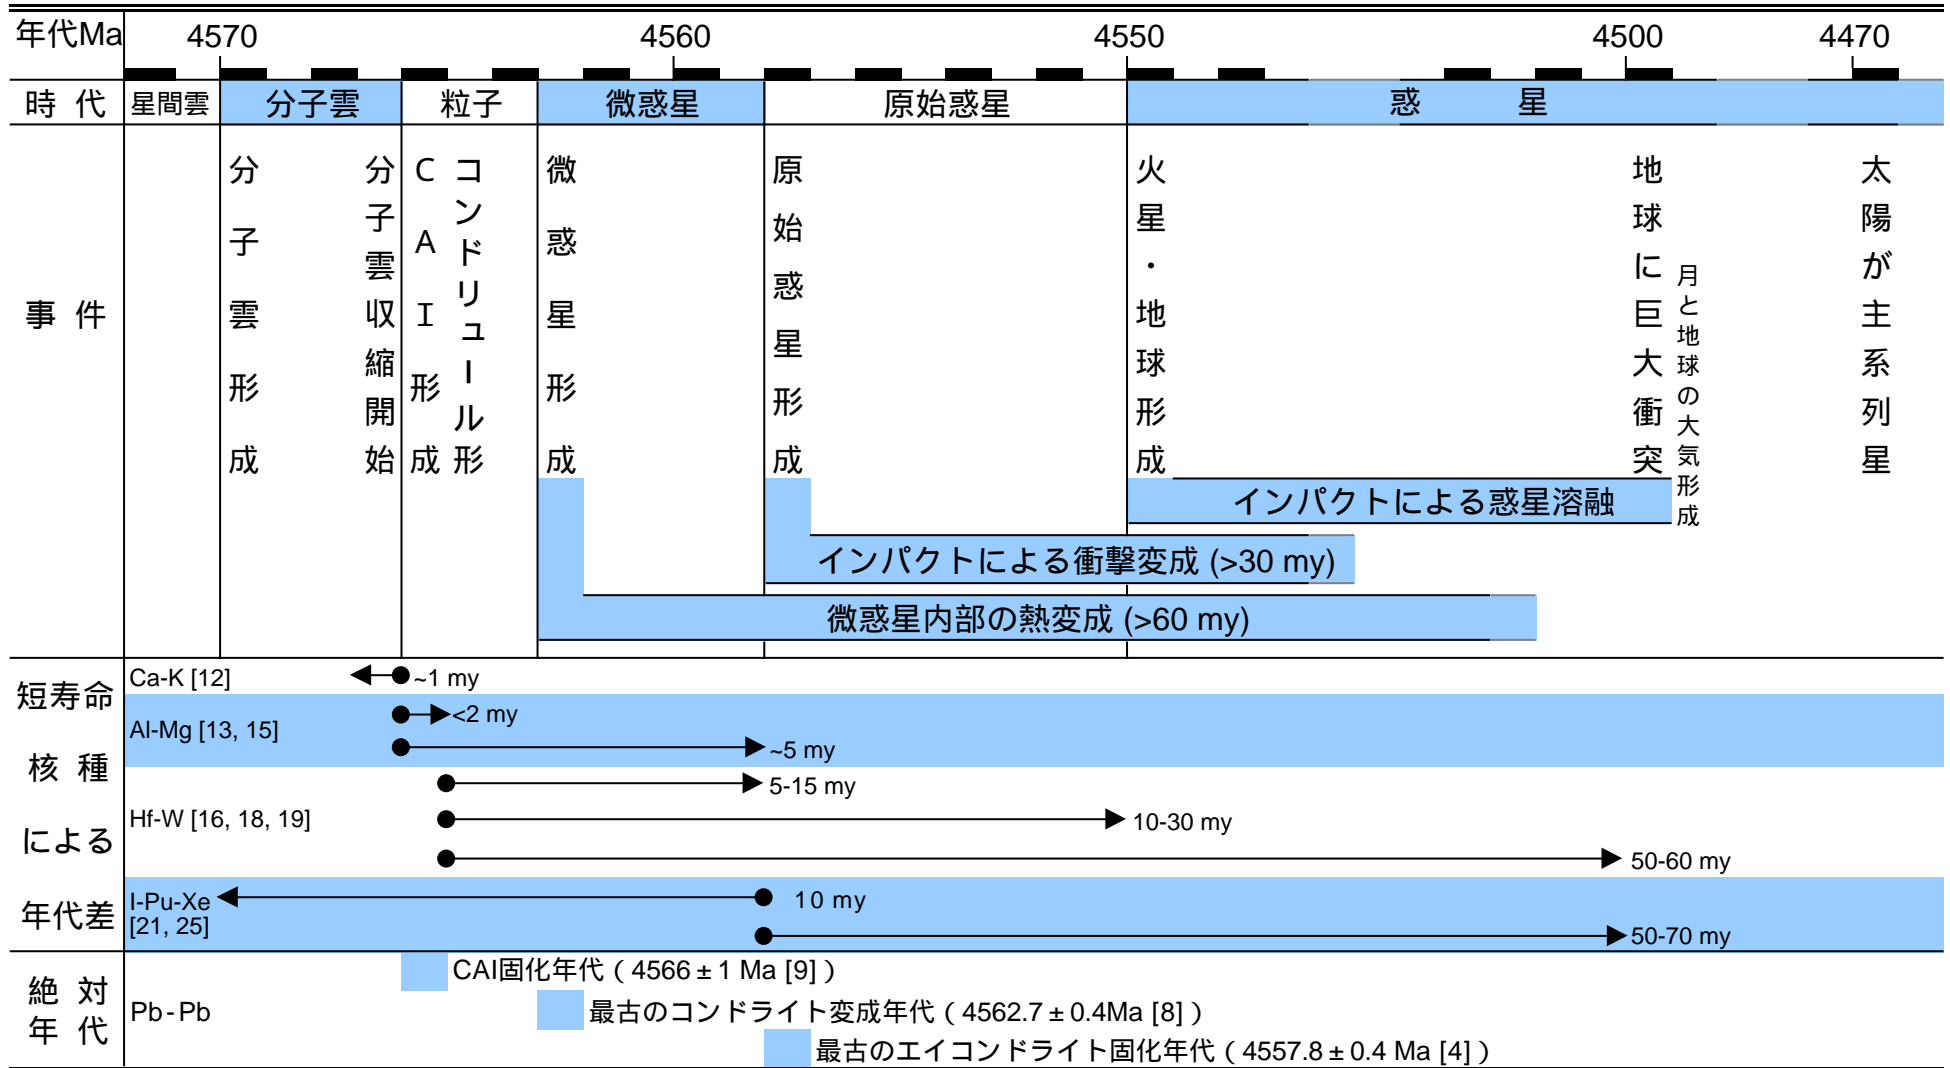 年代Ma 4570 4560 4550 4500 4470
時 代 星間雲 分子雲 粒子 微惑星 原始惑星 惑 星
事 件
分子雲形成
分子雲収縮開始
CAI形成
コンドリュール形
微惑星形成
原始惑星形成
火星・地球形成
地球に巨大衝突
月と地球の大気形成
太陽が主系列星
インパクトによる惑星溶融
インパクトによる衝撃変成 (>30 my)
微惑星内部の熱変成 (>60 my)
短寿命
核 種
による
年代差
Ca-K [12] ~1 my
Al-Mg [13, 15] <2 my
~5 my
5-15 my
Hf-W [16, 18, 19] 10-30 my
50-60 my
I-Pu-Xe 10 my
[21, 25] 50-70 my
絶 対
年 代
Pb-Pb
CAI固化年代 ( 4566 ± 1 Ma [9] )
最古のコンドライト変成年代 ( 4562.7 ± 0.4Ma [8] )
最古のエイコンドライト固化年代 ( 4557.8 ± 0.4 Ma [4] )